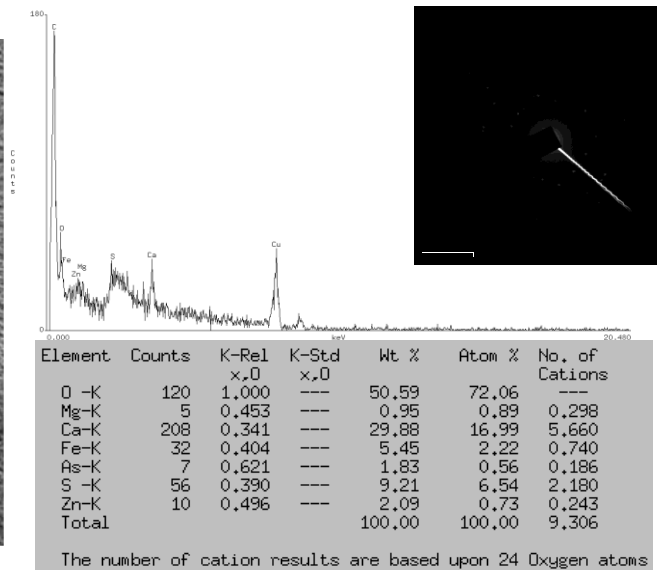 180
C
Counts
O
Fe
Mg
Zn
S
Ca
Cu
0
0.000 keV 20.480
Element Counts K-Rel K-Std Wt % Atom % No. of
x,O x,O Cations
O -K 120 1.000 --- 50.59 72.06 ---
Mg-K 5 0.453 --- 0.95 0.89 0.298
Ca-K 208 0.341 --- 29.88 16.99 5.660
Fe-K 32 0.404 --- 5.45 2.22 0.740
As-K 7 0.621 --- 1.83 0.56 0.186
S -K 56 0.390 --- 9.21 6.54 2.180
Zn-K 10 0.496 --- 2.09 0.73 0.243
Total 100.00 100.00 9.306
The number of cation results are based upon 24 Oxygen atoms